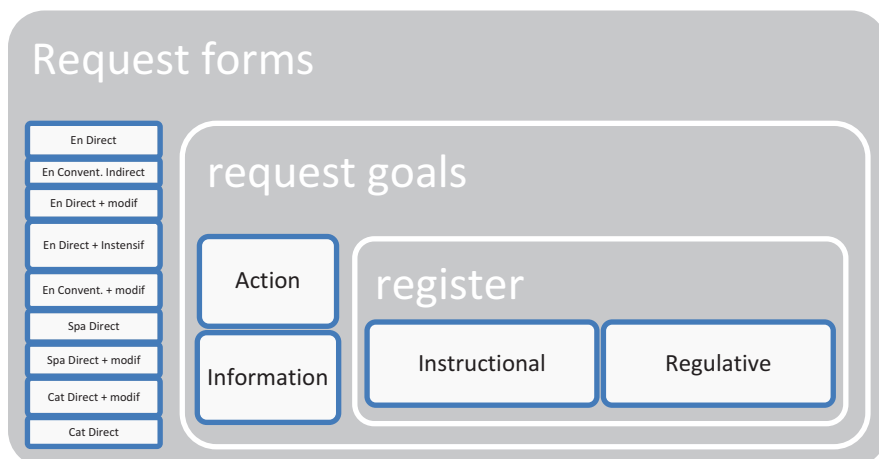 Request forms
En Direct
En Convent. Indirect
En Direct + modif
En Direct + Instensif
En Convent. + modif
Spa Direct
Spa Direct + modif
Cat Direct + modif
Cat Direct
request goals
Action
Information
register
Instructional
Regulative